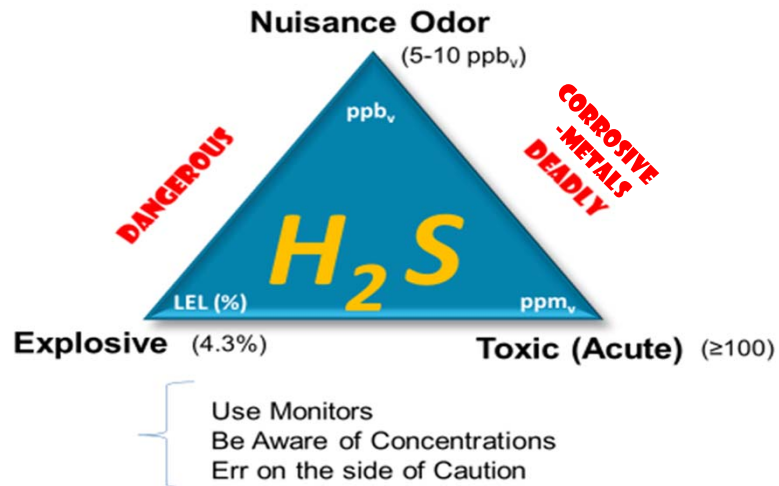 Nuisance Odor
(5-10 ppbᵥ)
ppbᵥ
DANGEROUS
CORROSIVE
-METALS
DEADLY
H₂S
LEL (%)
ppmᵥ
Explosive (4.3%)
Toxic (Acute) (≥100)
Use Monitors
Be Aware of Concentrations
Err on the side of Caution